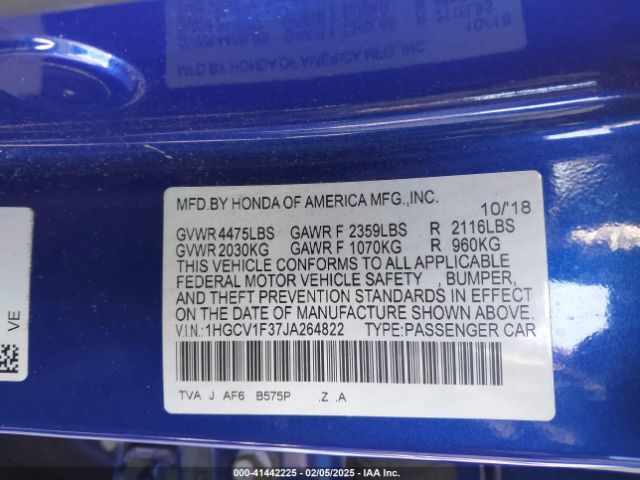 MFD.BY HONDA OF AMERICA MFG.,INC.
10/'18
GVWR 4475LBS GAWR F 2359LBS R 2116LBS
GVWR 2030KG GAWR F 1070KG R 960KG
THIS VEHICLE CONFORMS TO ALL APPLICABLE
FEDERAL MOTOR VEHICLE SAFETY , BUMPER,
AND THEFT PREVENTION STANDARDS IN EFFECT
ON THE DATE OF MANUFACTURE SHOWN ABOVE.
V.I.N.:1HGCV1F37JA264822 TYPE:PASSENGER CAR
TVA J AF6 B575P .Z .A
VE
00-41442225 - 02/05/2025 - IAA Inc.